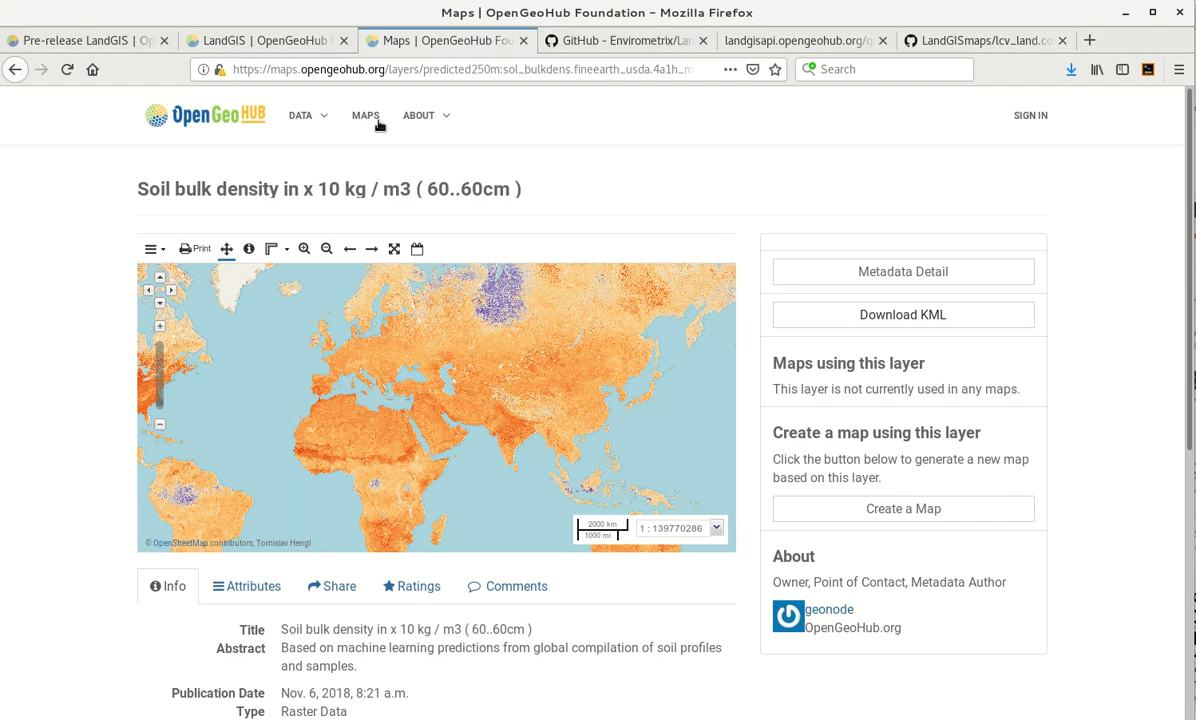 Maps | OpenGeoHub Foundation - Mozilla Firefox
Pre-release LandGIS | Op
LandGIS | OpenGeoHub F
Maps | OpenGeoHub Fou
GitHub - Envirometrix/Lan
landgisapi.opengeohub.org/q
LandGISmaps/lcv_land.co
https://maps.opengeohub.org/layers/predicted250m:sol_bulkdens.fineearth_usda.4a1h_m
Search
OpenGeoHUB
DATA
MAPS
ABOUT
SIGN IN
Soil bulk density in x 10 kg / m3 ( 60..60cm )
Print
2000 km
1000 mi
1 : 139770286
© OpenStreetMap contributors, Tomislav Hengl
Metadata Detail
Download KML
Maps using this layer
This layer is not currently used in any maps.
Create a map using this layer
Click the button below to generate a new map
based on this layer.
Create a Map
About
Owner, Point of Contact, Metadata Author
geonode
OpenGeoHub.org
Info
Attributes
Share
Ratings
Comments
Title Soil bulk density in x 10 kg / m3 ( 60..60cm )
Abstract Based on machine learning predictions from global compilation of soil profiles
and samples.
Publication Date Nov. 6, 2018, 8:21 a.m.
Type Raster Data